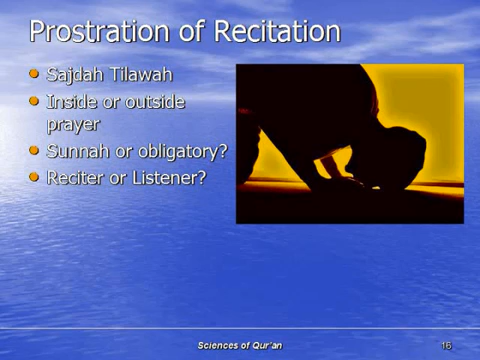 Prostration of Recitation
Sajdah Tilawah
Inside or outside
prayer
Sunnah or obligatory?
Reciter or Listener?
Sciences of Qur'an
16